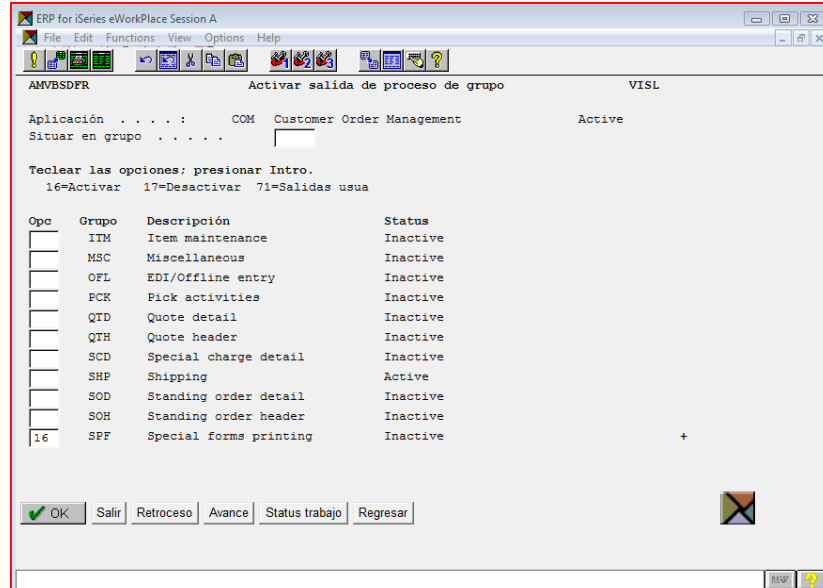 ERP for iSeries eWorkPlace Session A
File Edit Functions View Options Help
AMVBSDFR Activar salida de proceso de grupo VISL
Aplicación . . . . : COM Customer Order Management Active
Situar en grupo . . . . .
Teclear las opciones; presionar Intro.
16=Activar 17=Desactivar 71=Salidas usua
Opc Grupo Descripción Status
ITM Item maintenance Inactive
MSC Miscellaneous Inactive
OFL EDI/Offline entry Inactive
PCK Pick activities Inactive
QTD Quote detail Inactive
QTH Quote header Inactive
SCD Special charge detail Inactive
SHP Shipping Active
SOD Standing order detail Inactive
SOH Standing order header Inactive
16 SPF Special forms printing Inactive +
OK Salir Retroceso Avance Status trabajo Regresar
MW ?